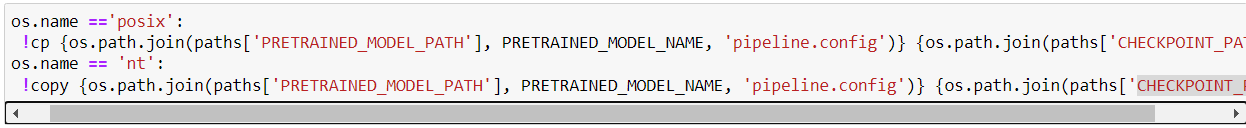 os.name =='posix':
!cp {os.path.join(paths['PRETRAINED_MODEL_PATH'], PRETRAINED_MODEL_NAME, 'pipeline.config')} {os.path.join(paths['CHECKPOINT_PAT
os.name == 'nt':
!copy {os.path.join(paths['PRETRAINED_MODEL_PATH'], PRETRAINED_MODEL_NAME, 'pipeline.config')} {os.path.join(paths['CHECKPOINT_P